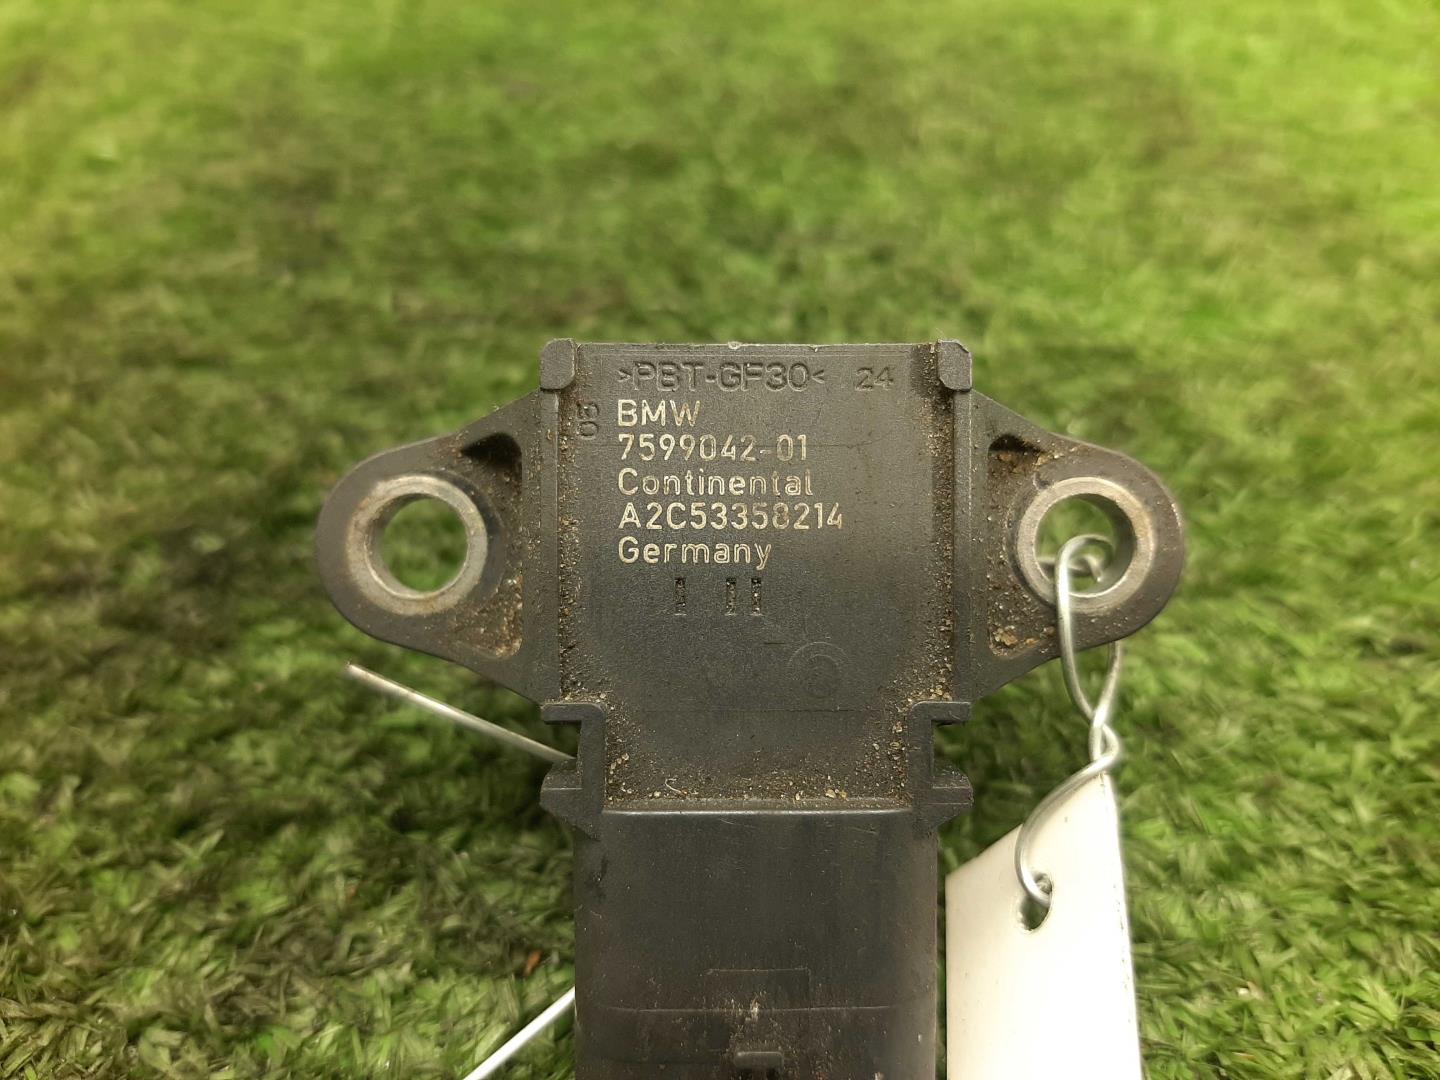 >PBT-GF30< 24
03
BMW
7599042-01
Continental
A2C53358214
Germany